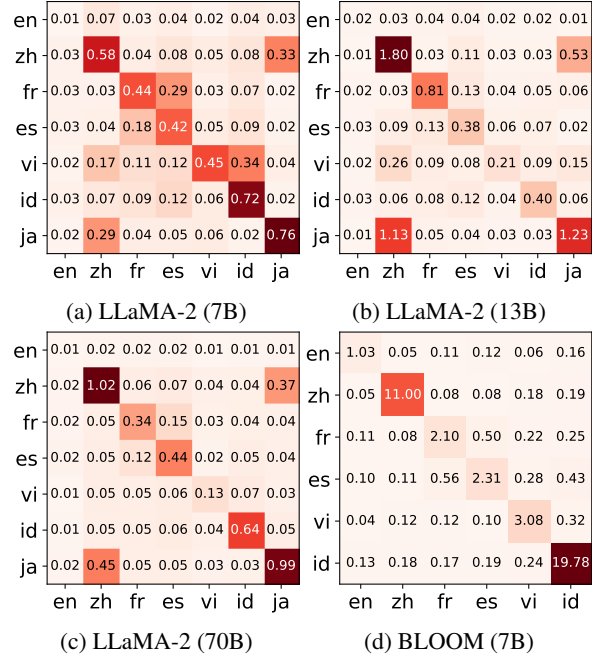 en 0.01 0.07 0.03 0.03 0.02 0.04 0.03
zh 0.03 0.58 0.04 0.08 0.05 0.08 0.33
fr 0.03 0.03 0.44 0.29 0.03 0.07 0.02
es 0.03 0.04 0.18 0.42 0.05 0.09 0.02
vi 0.02 0.17 0.11 0.12 0.45 0.34 0.04
id 0.03 0.07 0.09 0.12 0.06 0.72 0.02
ja 0.02 0.29 0.04 0.05 0.06 0.02 0.76
en zh fr es vi id ja
(a) LLaMA-2 (7B)
en 0.02 0.03 0.04 0.04 0.02 0.02 0.01
zh 0.01 1.80 0.03 0.11 0.03 0.03 0.53
fr 0.02 0.03 0.81 0.13 0.04 0.05 0.06
es 0.03 0.09 0.13 0.38 0.06 0.07 0.02
vi 0.02 0.26 0.09 0.08 0.21 0.09 0.15
id 0.03 0.06 0.08 0.12 0.04 0.40 0.06
ja 0.01 1.13 0.05 0.04 0.03 0.03 1.23
en zh fr es vi id ja
(b) LLaMA-2 (13B)
en 0.01 0.02 0.02 0.02 0.01 0.01 0.01
zh 0.02 1.02 0.06 0.07 0.04 0.04 0.37
fr 0.02 0.05 0.34 0.15 0.03 0.04 0.04
es 0.02 0.05 0.12 0.44 0.02 0.05 0.04
vi 0.01 0.05 0.05 0.06 0.13 0.07 0.03
id 0.01 0.05 0.05 0.06 0.04 0.64 0.05
ja 0.02 0.45 0.05 0.05 0.03 0.03 0.99
en zh fr es vi id ja
(c) LLaMA-2 (70B)
en 1.03 0.05 0.11 0.12 0.06 0.16
zh 0.05 11.00 0.08 0.08 0.18 0.19
fr 0.11 0.08 2.10 0.50 0.22 0.25
es 0.10 0.11 0.56 2.31 0.28 0.43
vi 0.04 0.12 0.12 0.10 3.08 0.32
id 0.13 0.18 0.17 0.19 0.24 19.78
en zh fr es vi id
(d) BLOOM (7B)